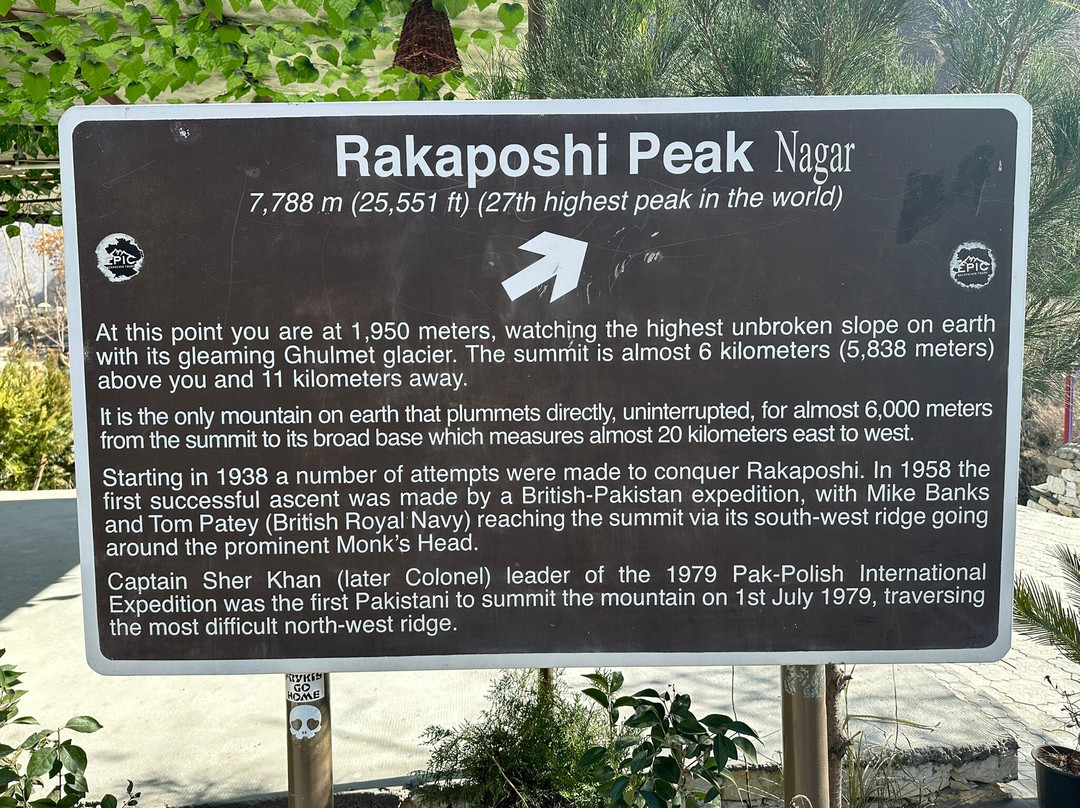 Rakaposhi Peak Nagar
7,788 m (25,551 ft) (27th highest peak in the world)
EPIC
EPIC
At this point you are at 1,950 meters, watching the highest unbroken slope on earth
with its gleaming Ghulmet glacier. The summit is almost 6 kilometers (5,838 meters)
above you and 11 kilometers away.
It is the only mountain on earth that plummets directly, uninterrupted, for almost 6,000 meters
from the summit to its broad base which measures almost 20 kilometers east to west.
Starting in 1938 a number of attempts were made to conquer Rakaposhi. In 1958 the
first successful ascent was made by a British-Pakistan expedition, with Mike Banks
and Tom Patey (British Royal Navy) reaching the summit via its south-west ridge going
around the prominent Monk's Head.
Captain Sher Khan (later Colonel) leader of the 1979 Pak-Polish International
Expedition was the first Pakistani to summit the mountain on 1st July 1979, traversing
the most difficult north-west ridge.
GO
HOME